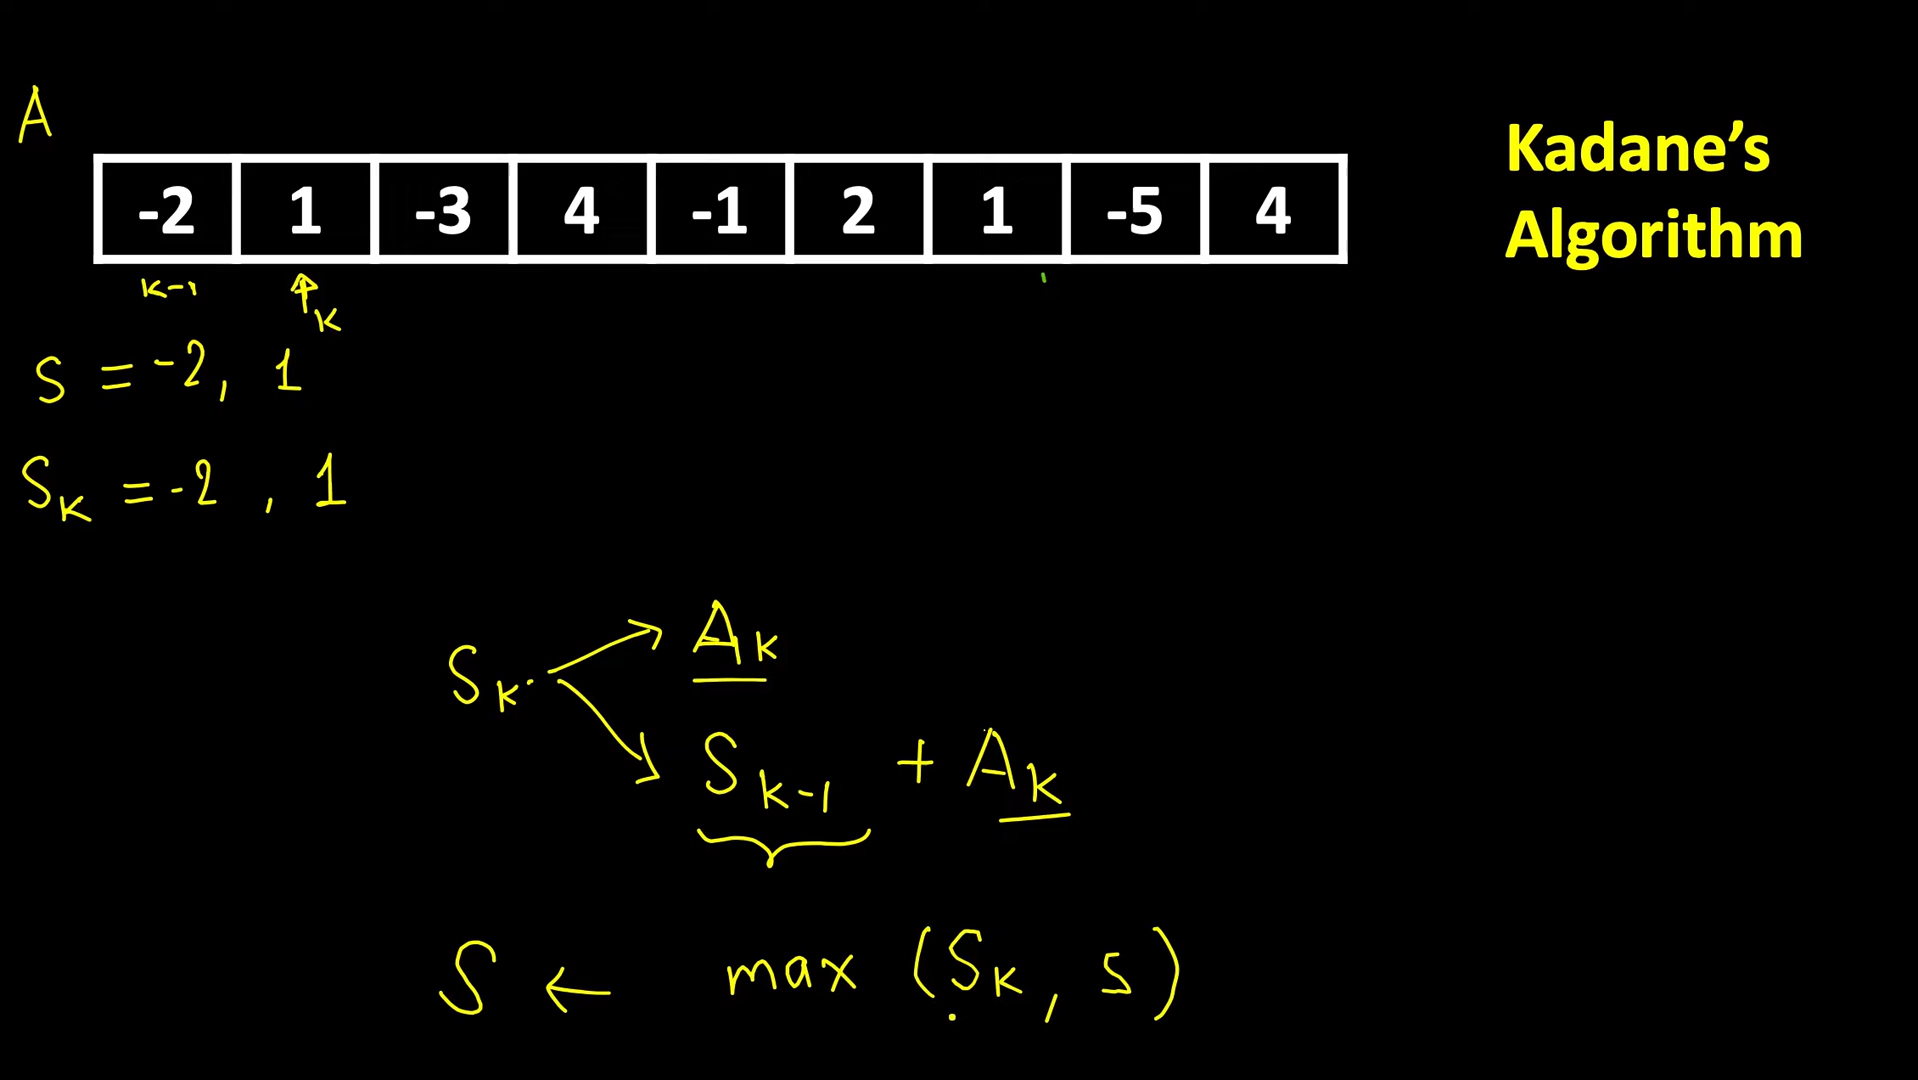 A
Kadane's
Algorithm
-2 1 -3 4 -1 2 1 -5 4
k-1
k
S = -2, 1
Sk = -2, 1
Sk
Ak
Sk-1 + Ak
S ← max (Sk, s)